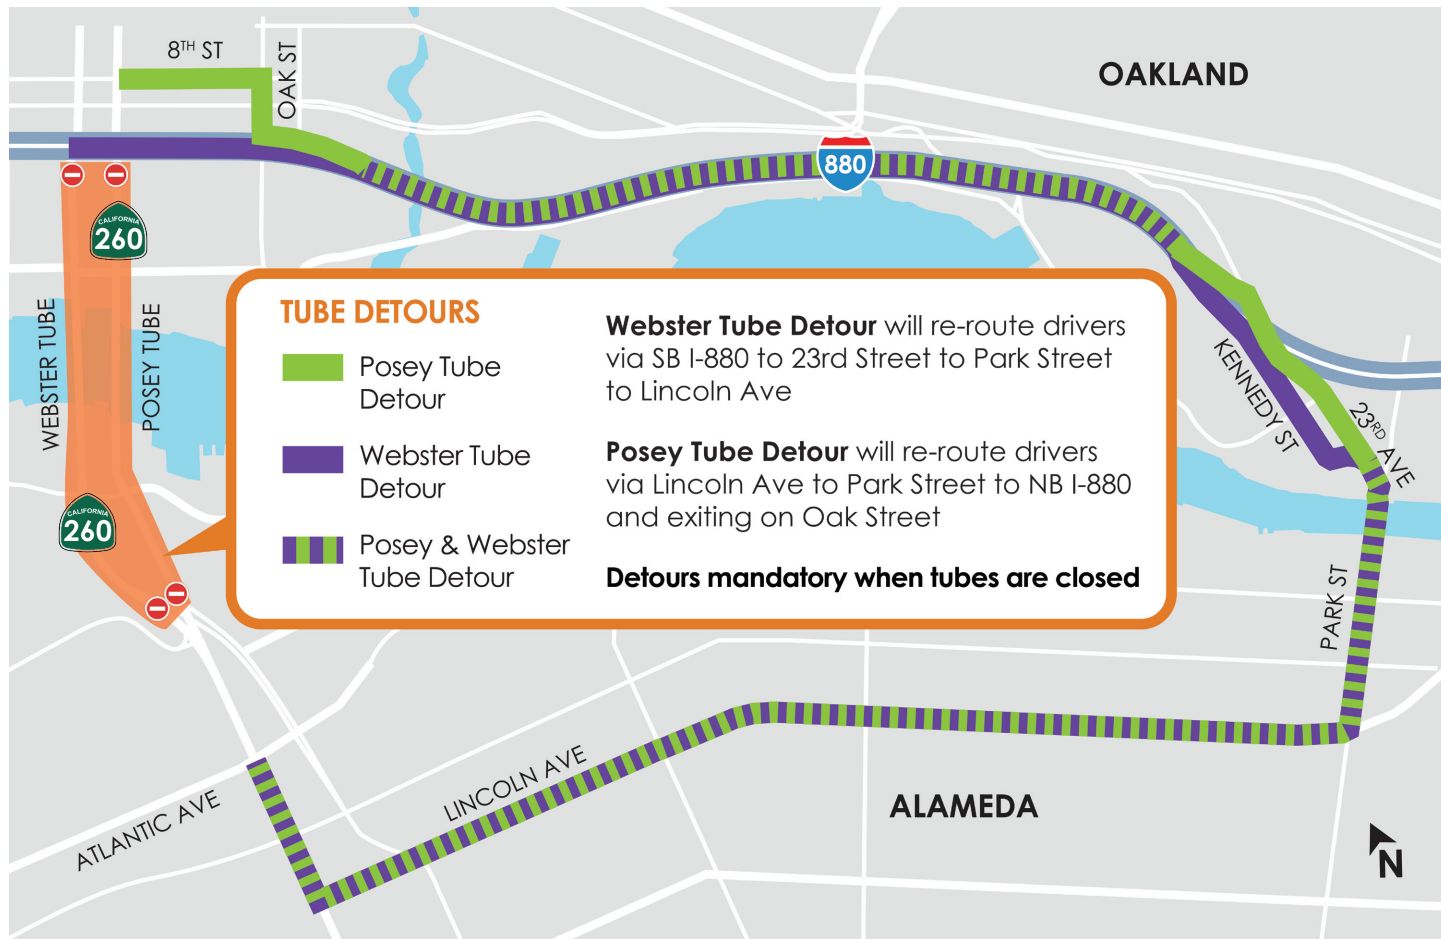 8TH ST
OAK ST
OAKLAND
880
CALIFORNIA
260
WEBSTER TUBE
POSEY TUBE
CALIFORNIA
260
TUBE DETOURS
Posey Tube
Detour
Webster Tube
Detour
Posey & Webster
Tube Detour
Webster Tube Detour will re-route drivers
via SB I-880 to 23rd Street to Park Street
to Lincoln Ave
Posey Tube Detour will re-route drivers
via Lincoln Ave to Park Street to NB I-880
and exiting on Oak Street
Detours mandatory when tubes are closed
KENNEDY ST
23RD AVE
PARK ST
LINCOLN AVE
ATLANTIC AVE
ALAMEDA
N